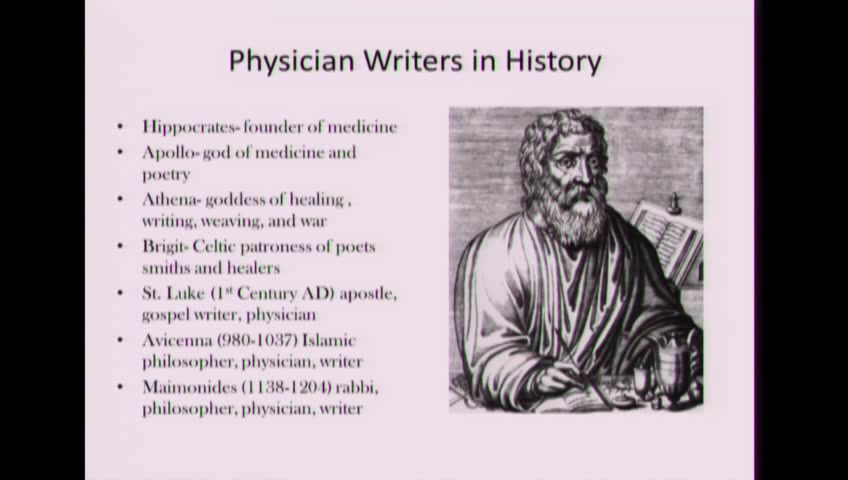 Physician Writers in History
• Hippocrates- founder of medicine
• Apollo- god of medicine and
poetry
• Athena- goddess of healing ,
writing, weaving, and war
• Brigit- Celtic patroness of poets
smiths and healers
• St. Luke (1st Century AD) apostle,
gospel writer, physician
• Avicenna (980-1037) Islamic
philosopher, physician, writer
• Maimonides (1138-1204) rabbi,
philosopher, physician, writer